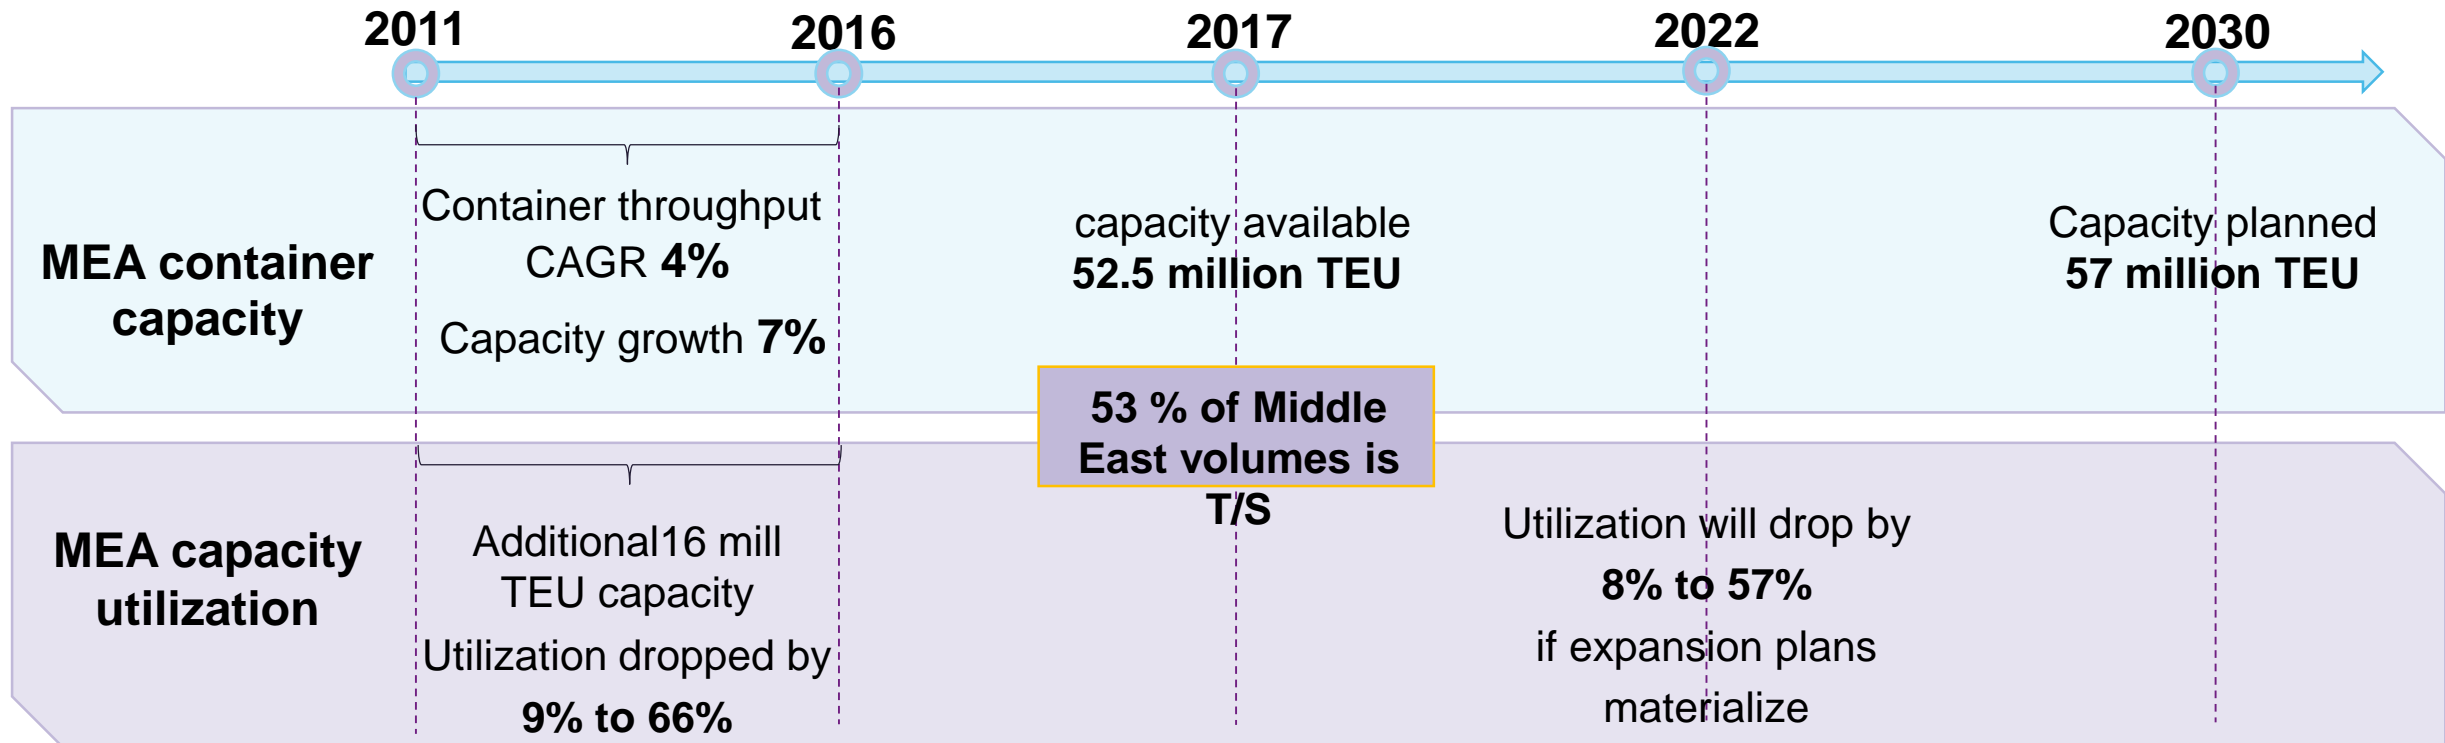 2011
2016
2017
2022
2030
MEA container
capacity
Container throughput
CAGR 4%
Capacity growth 7%
capacity available
52.5 million TEU
Capacity planned
57 million TEU
53 % of Middle
East volumes is
T/S
MEA capacity
utilization
Additional16 mill
TEU capacity
Utilization dropped by
9% to 66%
Utilization will drop by
8% to 57%
if expansion plans
materialize